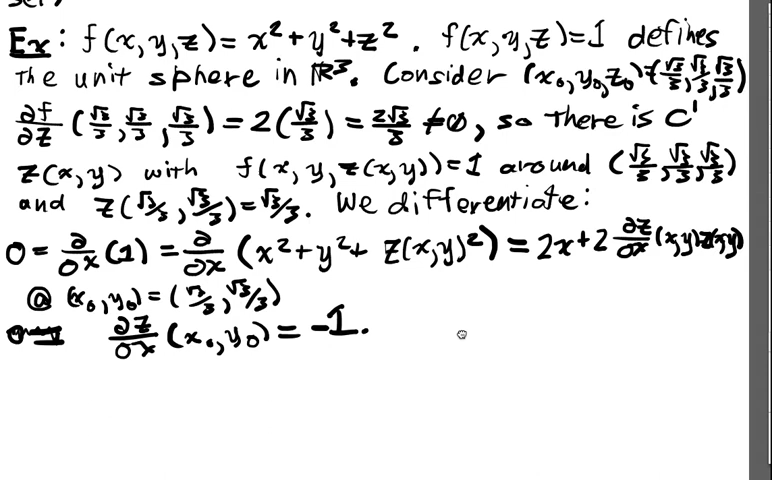 Ex: f(x,y,z) = x²+y²+z². f(x,y,z)=1 defines
the unit sphere in ℝ³. Consider (x₀,y₀,z₀)=(√3/3,√3/3,√3/3)
∂f/∂z (√3/3,√3/3,√3/3) = 2(√3/3) = 2√3/3 ≠0, so there is C¹
z(x,y) with f(x,y,z(x,y))=1 around (√3/3,√3/3,√3/3)
and z(√3/3,√3/3)=√3/3. We differentiate:
0 = ∂/∂x (1) = ∂/∂x (x²+y²+z(x,y)²) = 2x+2 ∂z/∂x (x,y)z(x,y)
@ (x₀,y₀)=(√3/3,√3/3)
∂z/∂x (x₀,y₀) = -1.